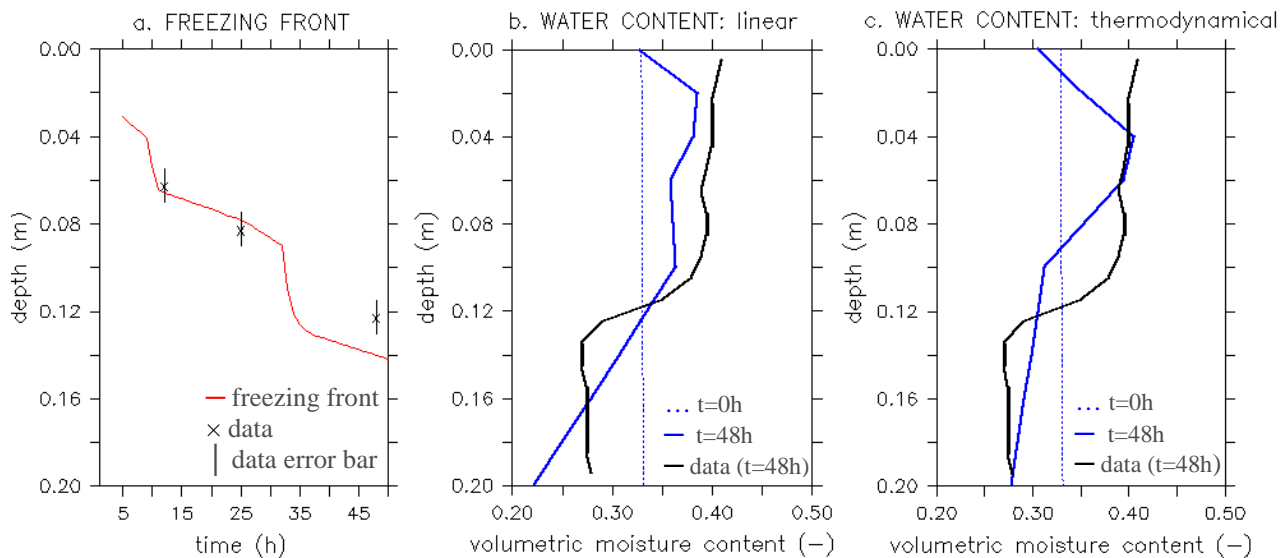 a. FREEZING FRONT
0.00
0.04
0.08
0.12
0.16
0.20
depth (m)
5
15
25
35
45
time (h)
freezing front
data
data error bar
b. WATER CONTENT: linear
0.00
0.04
0.08
0.12
0.16
0.20
depth (m)
0.20
0.30
0.40
0.50
volumetric moisture content (–)
t=0h
t=48h
data (t=48h)
c. WATER CONTENT: thermodynamical
0.00
0.04
0.08
0.12
0.16
0.20
depth (m)
0.20
0.30
0.40
0.50
volumetric moisture content (–)
t=0h
t=48h
data (t=48h)